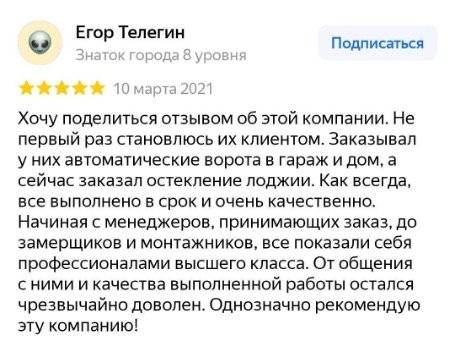 Егор Телегин
Знаток города 8 уровня
Подписаться
10 марта 2021
Хочу поделиться отзывом об этой компании. Не
первый раз становлюсь их клиентом. Заказывал
у них автоматические ворота в гараж и дом, а
сейчас заказал остекление лоджии. Как всегда,
все выполнено в срок и очень качественно.
Начиная с менеджеров, принимающих заказ, до
замерщиков и монтажников, все показали себя
профессионалами высшего класса. От общения
с ними и качества выполненной работы остался
чрезвычайно доволен. Однозначно рекомендую
эту компанию!